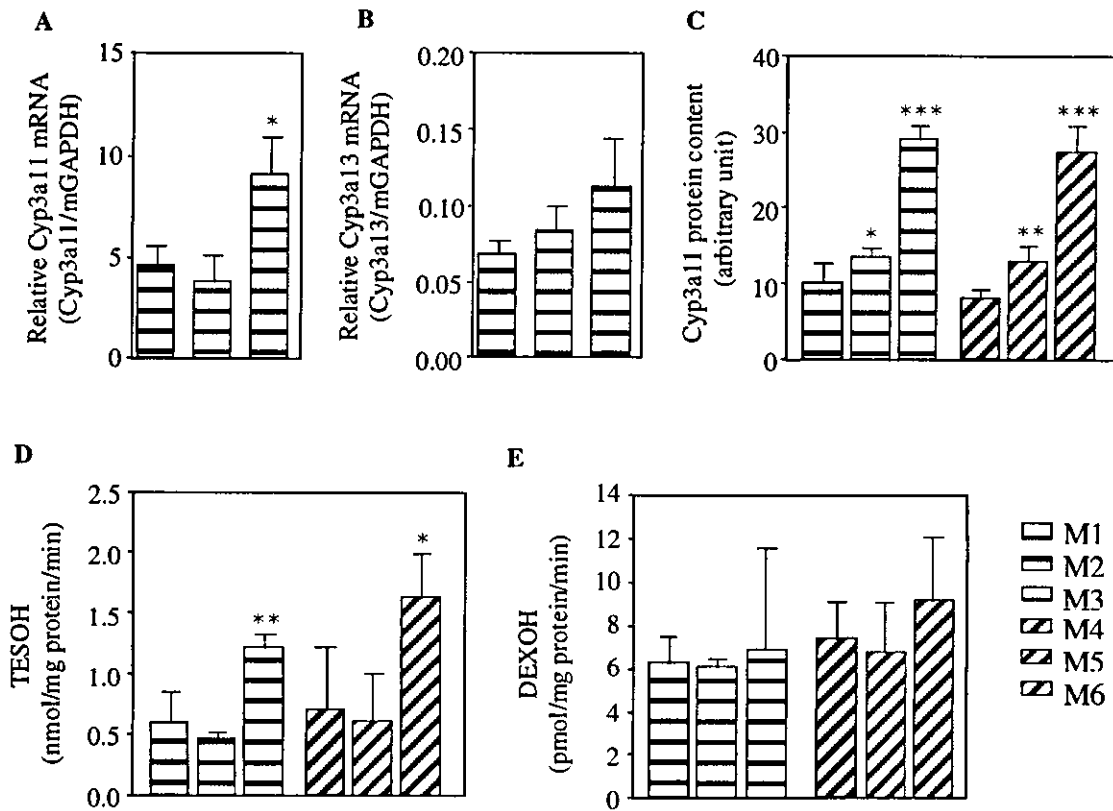 A
Relative Cyp3a11 mRNA
(Cyp3a11/mGAPDH)
15
10
5
0
*
B
Relative Cyp3a13 mRNA
(Cyp3a13/mGAPDH)
0.20
0.15
0.10
0.05
0.00
C
Cyp3a11 protein content
(arbitrary unit)
40
30
20
10
0
*
***
**
***
D
TESOH
(nmol/mg protein/min)
2.5
2.0
1.5
1.0
0.5
0.0
**
*
E
DEXOH
(pmol/mg protein/min)
14
12
10
8
6
4
2
0
M1
M2
M3
M4
M5
M6